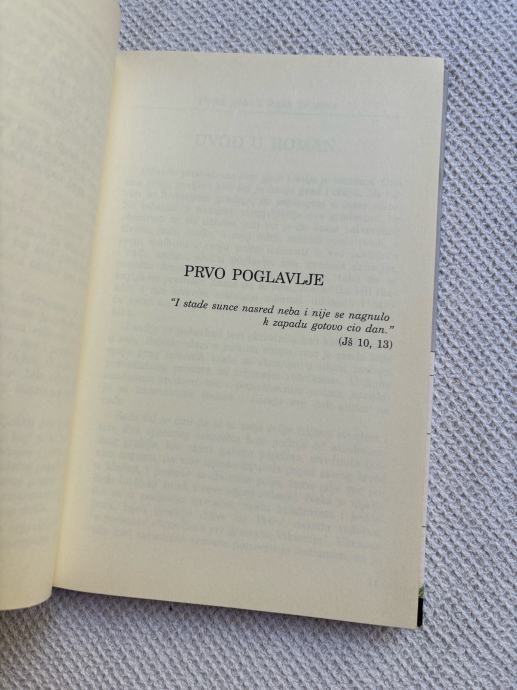 PRVO POGLAVLJE
“I stade sunce nasred neba i nije se nagnulo
k zapadu gotovo cio dan.”
(Jš 10, 13)